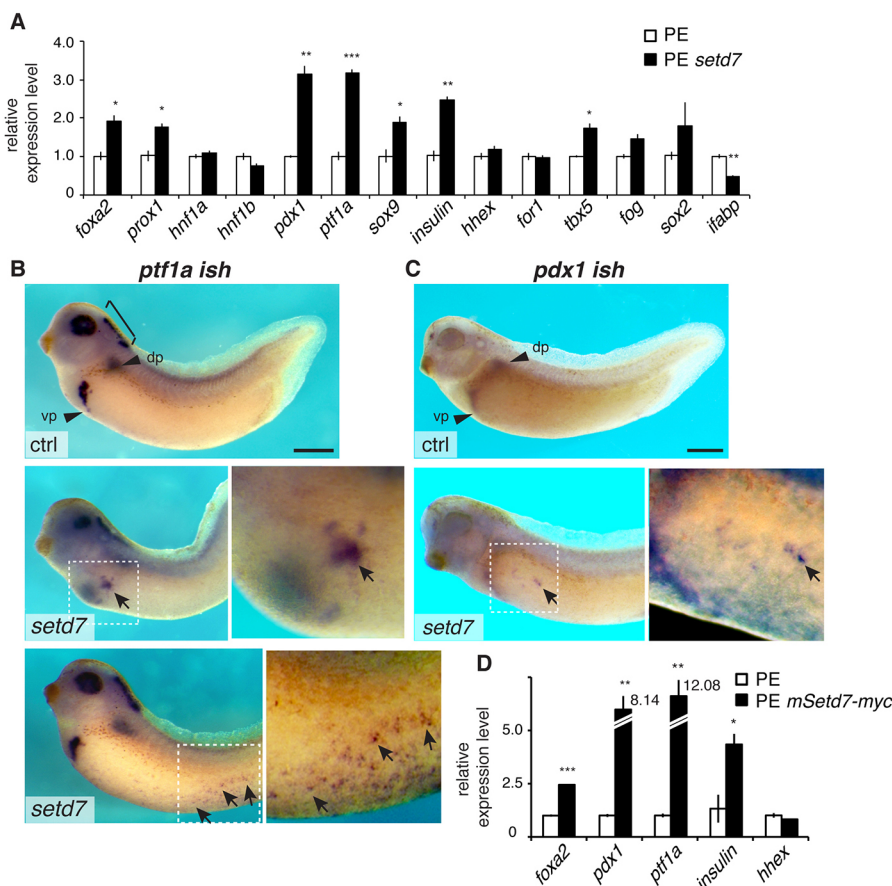 A
PE
PE setd7
relative
expression level
4.0
3.0
2.0
1.0
0
*
*
**
***
*
**
*
**
foxa2
prox1
hnf1a
hnf1b
pdx1
ptf1a
sox9
insulin
hhex
for1
tbx5
fog
sox2
ifabp
B
ptf1a ish
dp
vp
ctrl
setd7
setd7
C
pdx1 ish
dp
vp
ctrl
setd7
D
PE
PE mSetd7-myc
relative
expression level
5.0
2.5
0
***
**
8.14
**
12.08
*
foxa2
pdx1
ptf1a
insulin
hhex